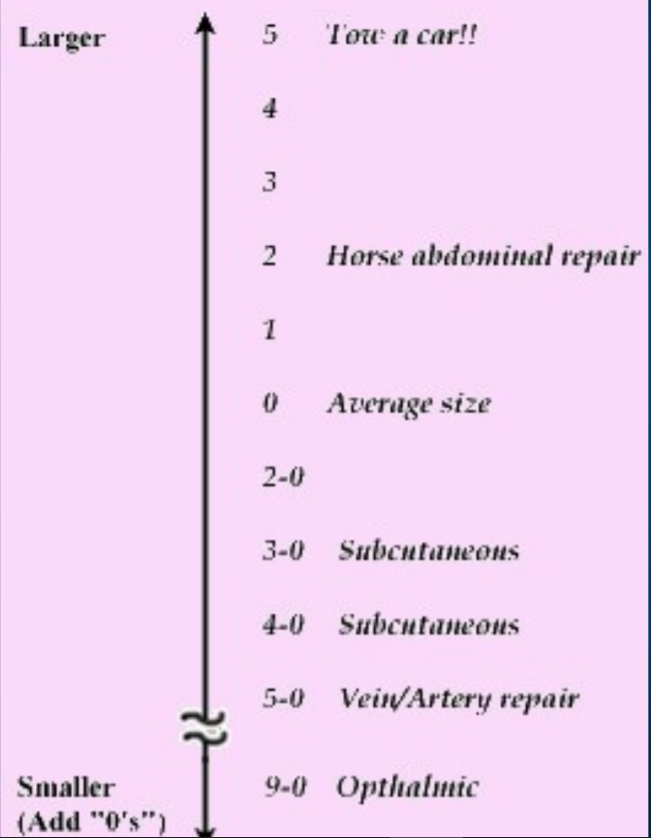 Larger 5 Tow a car!!
4
3
2 Horse abdominal repair
1
0 Average size
2-0
3-0 Subcutaneous
4-0 Subcutaneous
5-0 Vein/Artery repair
Smaller 9-0 Opthalmic
(Add "0's")